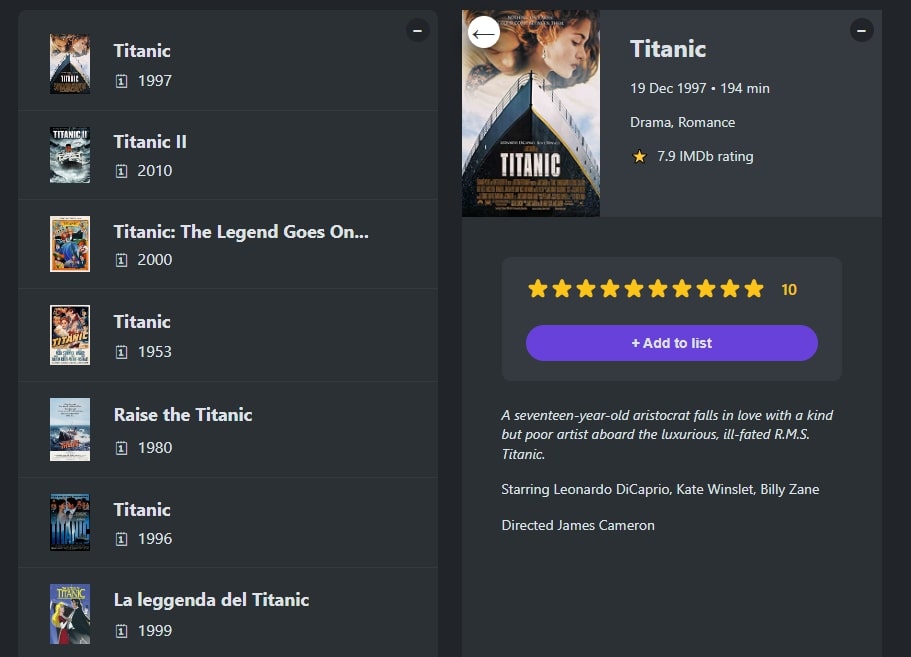 Titanic
1997
Titanic II
2010
Titanic: The Legend Goes On...
2000
Titanic
1953
Raise the Titanic
1980
Titanic
1996
La leggenda del Titanic
1999
TITANIC
Titanic
19 Dec 1997 • 194 min
Drama, Romance
7.9 IMDb rating
10
+ Add to list
A seventeen-year-old aristocrat falls in love with a kind
but poor artist aboard the luxurious, ill-fated R.M.S.
Titanic.
Starring Leonardo DiCaprio, Kate Winslet, Billy Zane
Directed James Cameron